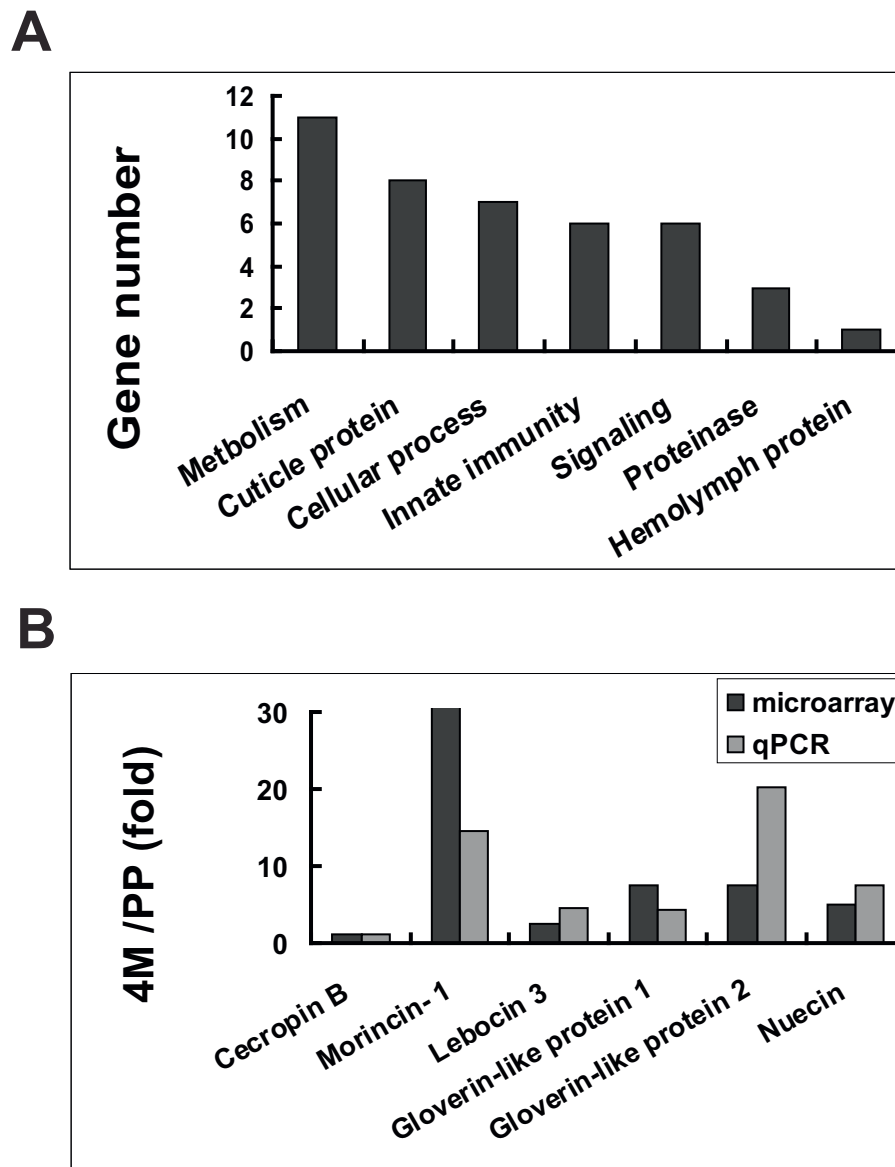 A
Gene number
12
10
8
6
4
2
0
Metbolism
Cuticle protein
Cellular process
Innate immunity
Signaling
Proteinase
Hemolymph protein
B
4M /PP (fold)
30
20
10
0
microarray
qPCR
Cecropin B
Morincin-1
Lebocin 3
Gloverin-like protein 1
Gloverin-like protein 2
Nuecin